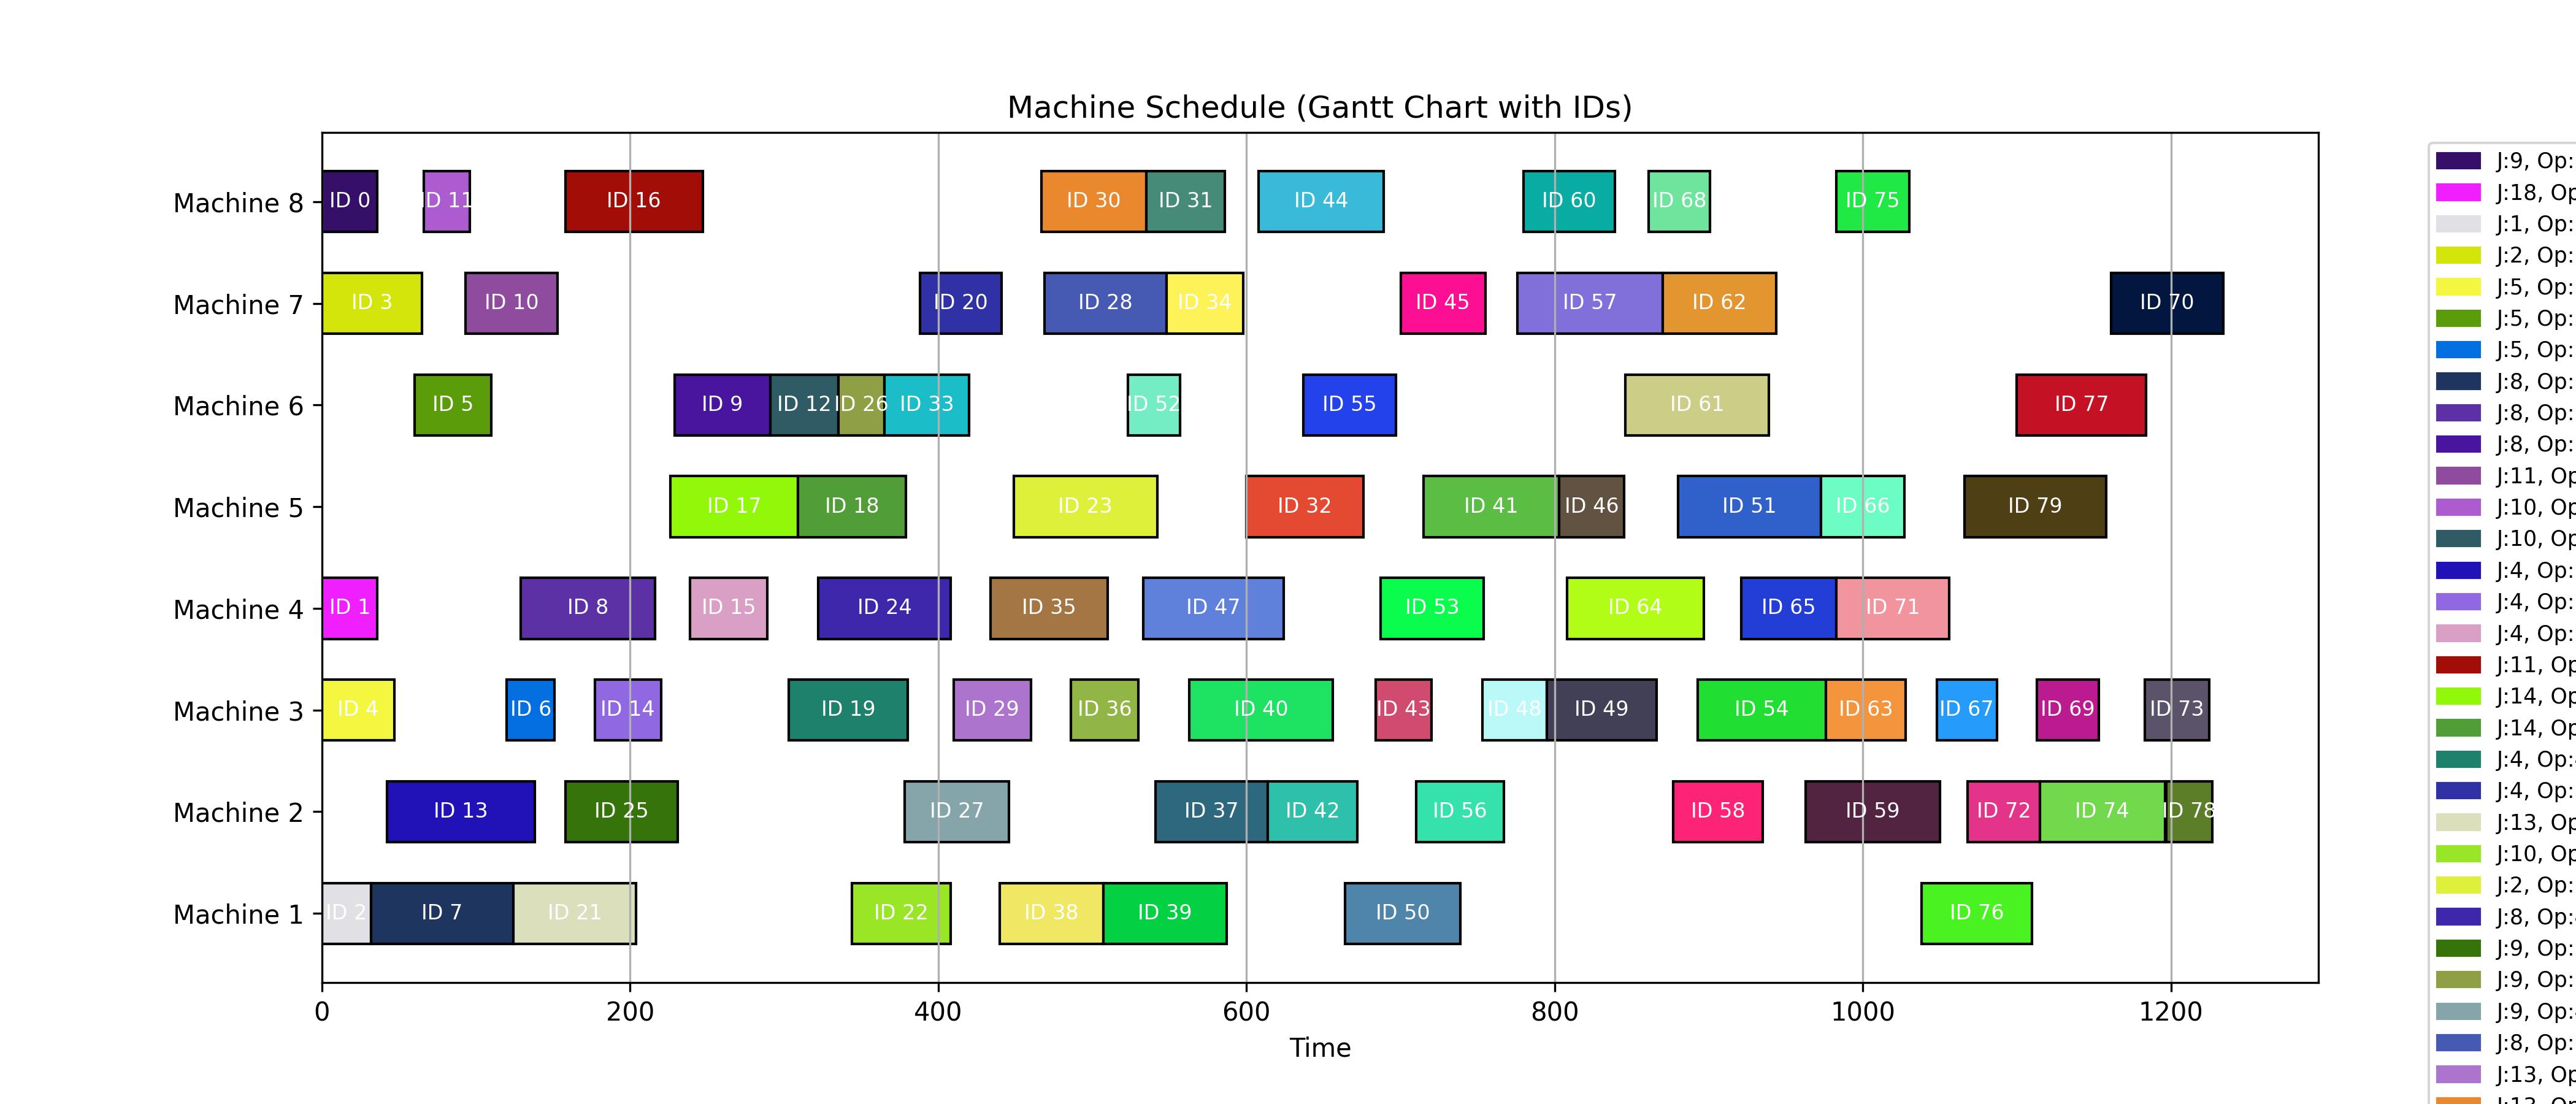 Machine Schedule (Gantt Chart with IDs)
Machine 8
ID 0
ID 11
ID 16
ID 30
ID 31
ID 44
ID 60
ID 68
ID 75
Machine 7
ID 3
ID 10
ID 20
ID 28
ID 34
ID 45
ID 57
ID 62
ID 70
Machine 6
ID 5
ID 9
ID 12
ID 26
ID 33
ID 52
ID 55
ID 61
ID 77
Machine 5
ID 17
ID 18
ID 23
ID 32
ID 41
ID 46
ID 51
ID 66
ID 79
Machine 4
ID 1
ID 8
ID 15
ID 24
ID 35
ID 47
ID 53
ID 64
ID 65
ID 71
Machine 3
ID 4
ID 6
ID 14
ID 19
ID 29
ID 36
ID 40
ID 43
ID 48
ID 49
ID 54
ID 63
ID 67
ID 69
ID 73
Machine 2
ID 13
ID 25
ID 27
ID 37
ID 42
ID 56
ID 58
ID 59
ID 72
ID 74
ID 78
Machine 1
ID 2
ID 7
ID 21
ID 22
ID 38
ID 39
ID 50
ID 76
0
200
400
600
800
1000
1200
Time
J:9, Op:
J:18, Op
J:1, Op:
J:2, Op:
J:5, Op:
J:5, Op:
J:5, Op:
J:8, Op:
J:8, Op:
J:8, Op:
J:11, Op
J:10, Op
J:10, Op
J:4, Op:
J:4, Op:
J:4, Op:
J:11, Op
J:14, Op
J:14, Op
J:4, Op:
J:4, Op:
J:13, Op
J:10, Op
J:2, Op:
J:8, Op:
J:9, Op:
J:9, Op:
J:9, Op:
J:8, Op:
J:13, Op
J:13, Op